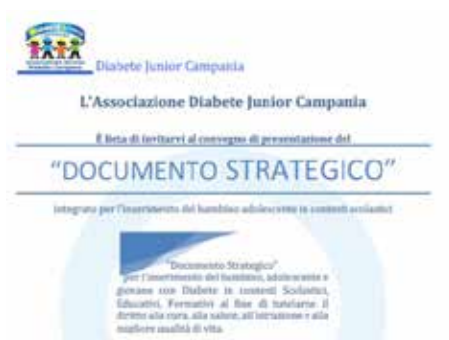 Diabete Junior Campania
L'Associazione Diabete Junior Campania
È lieta di invitarvi al convegno di presentazione del
"DOCUMENTO STRATEGICO"
integrato per l'inserimento del bambino adolescente in contesti scolastici
"Documento Strategico"
per l'inserimento del bambino, adolescente e
giovane con Diabete in contesti Scolastici,
Educativi, Formativi al fine di tutelarne il
diritto alla cura, alla salute, all'istruzione e alla
migliore qualità di vita.